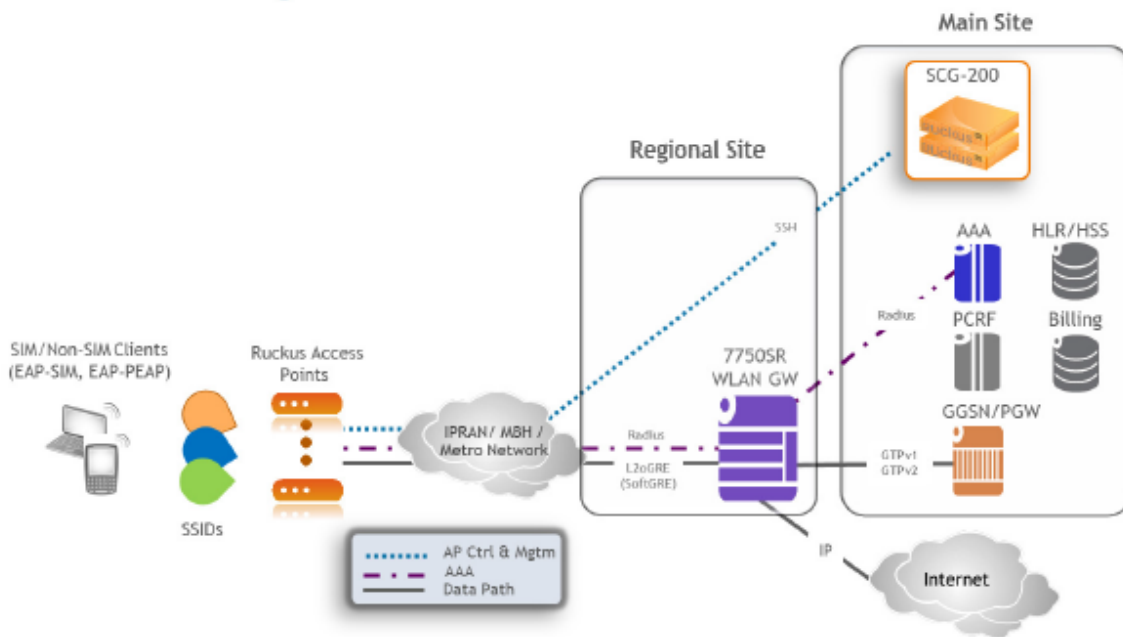 Main Site
SCG-200
Ruckus
Ruckus
Regional Site
SSH
AAA
HLR/HSS
Radius
PCRF
Billing
7750SR
WLAN GW
GGSN/PGW
SIM/Non-SIM Clients
(EAP-SIM, EAP-PEAP)
Ruckus Access
Points
IPRAN/ MBH /
Metro Network
Radius
L2oGRE
(SoftGRE)
GTPv1
GTPv2
SSIDs
AP Ctrl & Mgtm
AAA
Data Path
IP
Internet